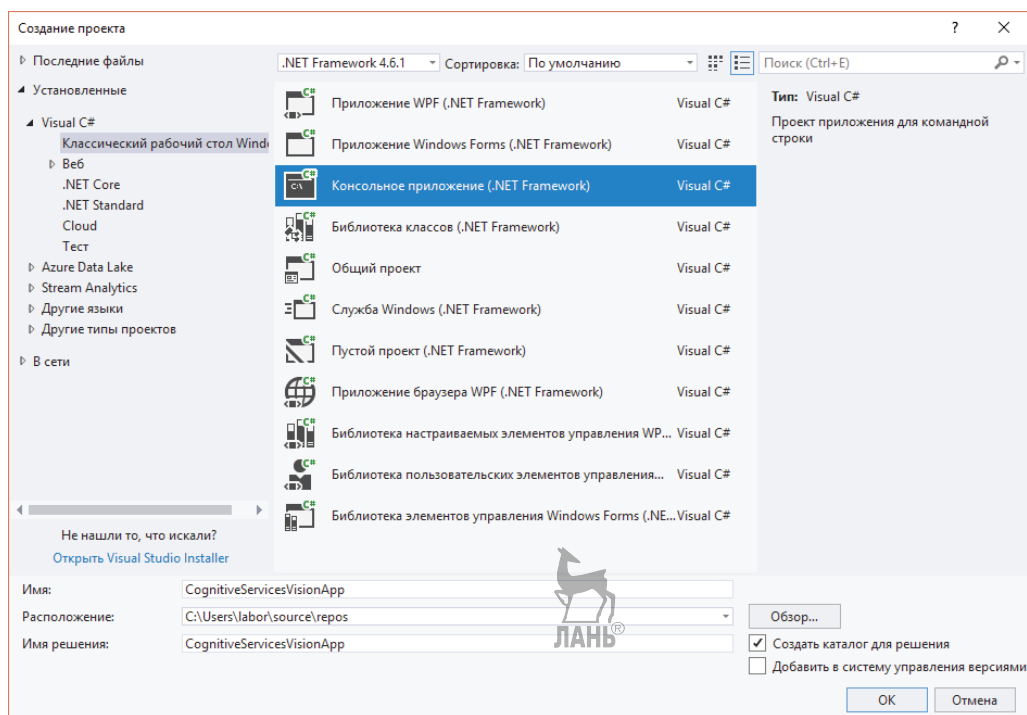 Создание проекта
? ×
Последние файлы
Установленные
Visual C#
Классический рабочий стол Windo
Веб
.NET Core
.NET Standard
Cloud
Тест
Azure Data Lake
Stream Analytics
Другие языки
Другие типы проектов
В сети
Не нашли то, что искали?
Открыть Visual Studio Installer
.NET Framework 4.6.1 Сортировка: По умолчанию
Приложение WPF (.NET Framework) Visual C#
Приложение Windows Forms (.NET Framework) Visual C#
Консольное приложение (.NET Framework) Visual C#
Библиотека классов (.NET Framework) Visual C#
Общий проект Visual C#
Служба Windows (.NET Framework) Visual C#
Пустой проект (.NET Framework) Visual C#
Приложение браузера WPF (.NET Framework) Visual C#
Библиотека настраиваемых элементов управления WP... Visual C#
Библиотека пользовательских элементов управления... Visual C#
Библиотека элементов управления Windows Forms (.NE... Visual C#
Поиск (Ctrl+E)
Тип: Visual C#
Проект приложения для командной
строки
Имя: CognitiveServicesVisionApp
Расположение: C:\Users\labor\source\repos
Имя решения: CognitiveServicesVisionApp
ЛАНЬ®
Обзор...
Создать каталог для решения
Добавить в систему управления версиями
OK Отмена